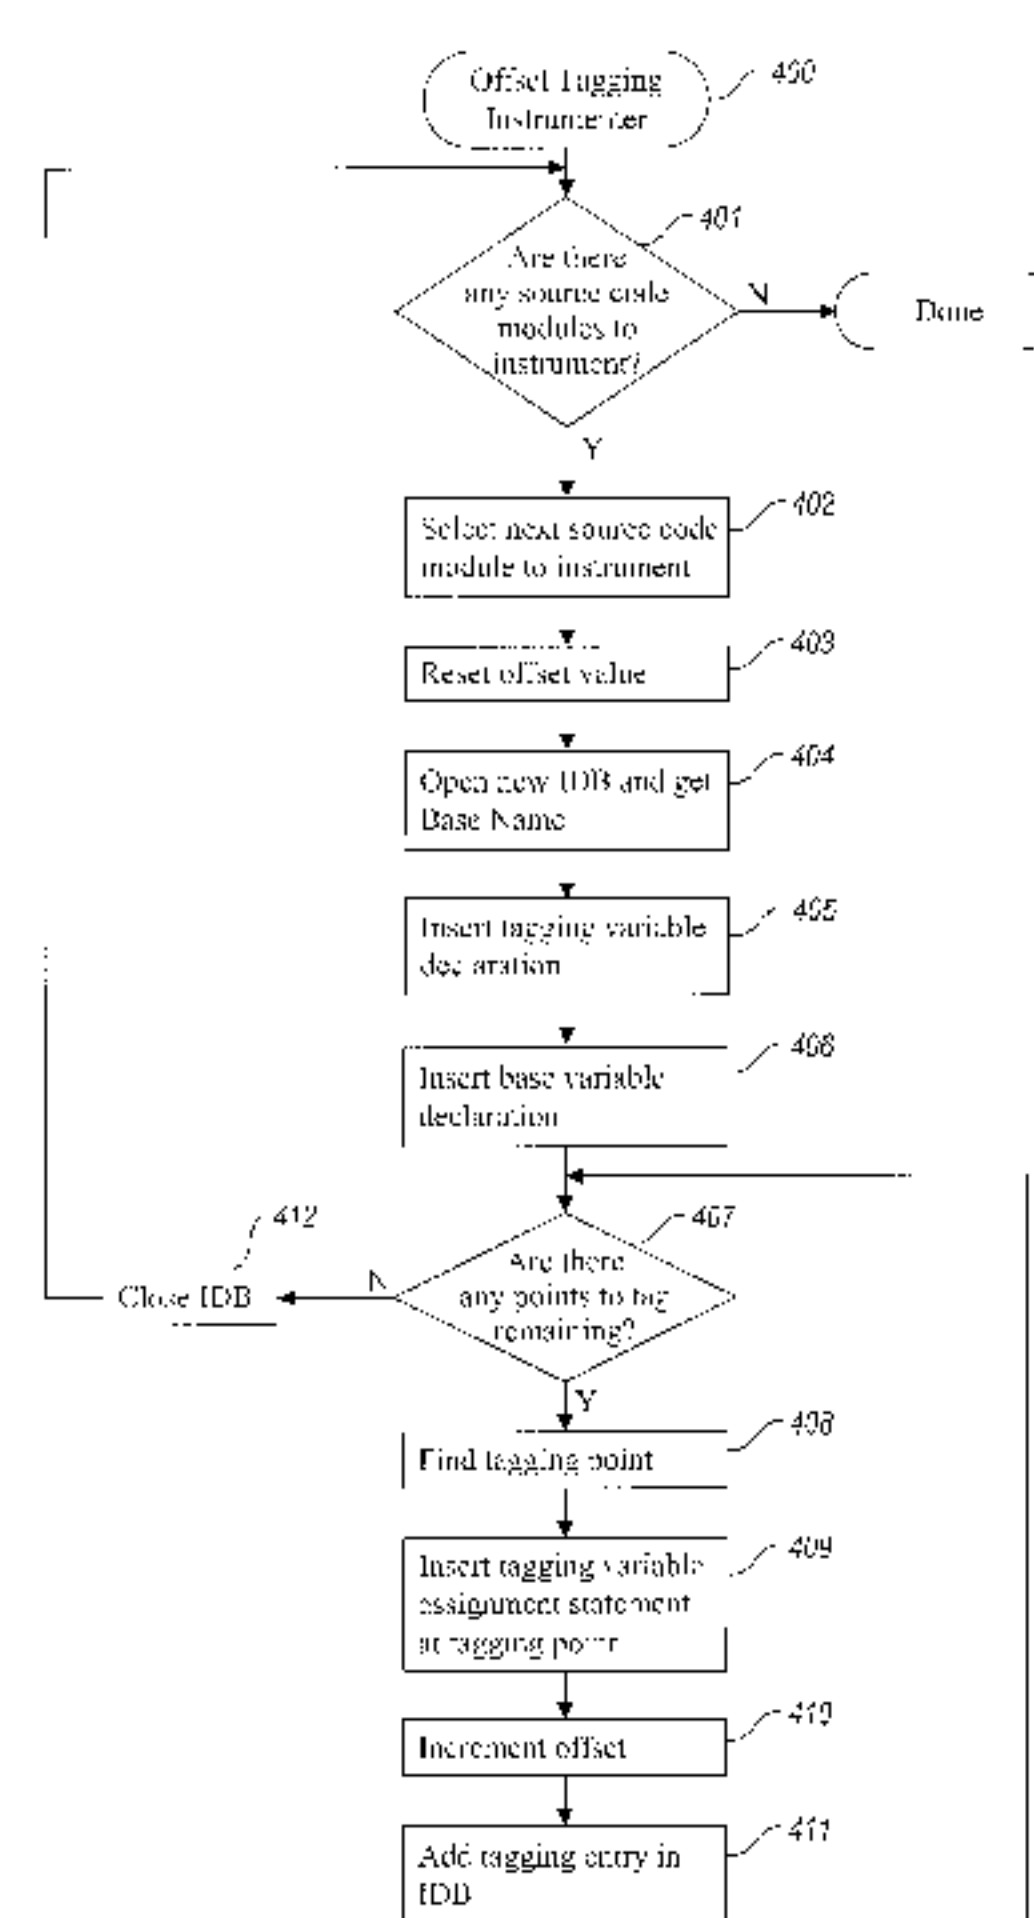 Offset Tagging
Instrumenter
400
401
Are there
any source code
modules to
instrument?
N
Done
Y
402
Select next source code
module to instrument
403
Reset offset value
404
Open new IDB and get
Base Name
405
Insert tagging variable
declaration
406
Insert base variable
declaration
412
407
Close IDB
N
Are there
any points to tag
remaining?
Y
408
Find tagging point
409
Insert tagging variable
assignment statement
at tagging point
410
Increment offset
411
Add tagging entry in
IDB